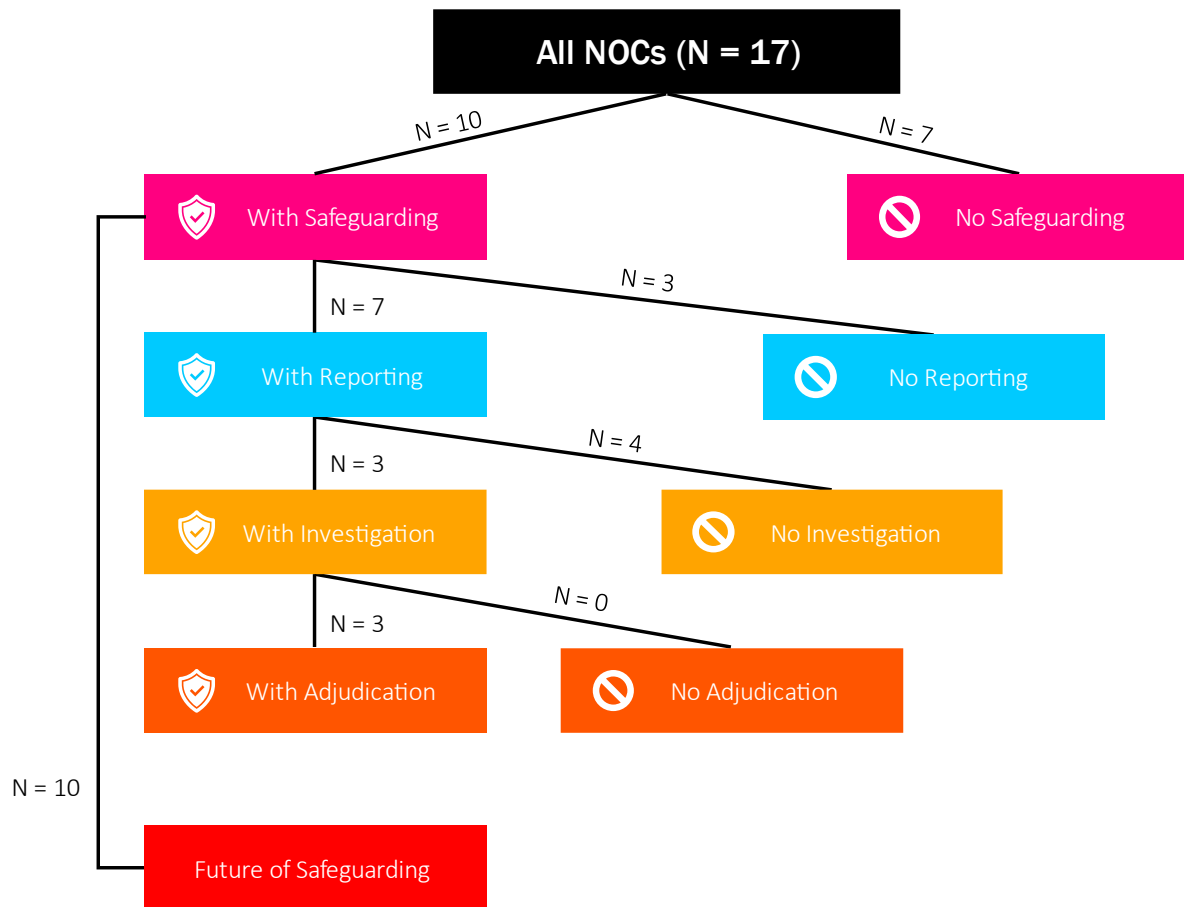 All NOCs (N = 17)
N = 10
N = 7
With Safeguarding
No Safeguarding
N = 3
N = 7
With Reporting
No Reporting
N = 4
N = 3
With Investigation
No Investigation
N = 0
N = 3
With Adjudication
No Adjudication
N = 10
Future of Safeguarding